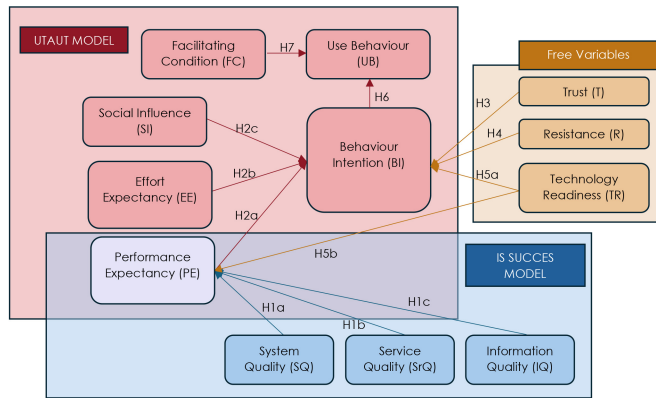 UTAUT MODEL
Facilitating
Condition (FC)
H7
Use Behaviour
(UB)
Free Variables
H6
Social Influence
(SI)
H2c
Behaviour
Intention (BI)
H3
Trust (T)
H4
Resistance (R)
Effort
Expectancy (EE)
H2b
H5a
Technology
Readiness (TR)
H2a
Performance
Expectancy (PE)
H5b
IS SUCCES
MODEL
H1a
H1b
H1c
System
Quality (SQ)
Service
Quality (SrQ)
Information
Quality (IQ)